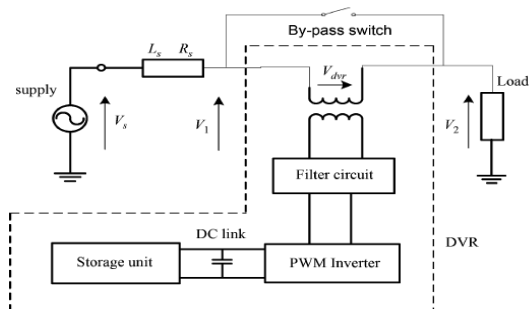 By-pass switch
Ls Rs
Vdvr
supply
Load
Vs
V1
V2
Filter circuit
DC link
DVR
Storage unit
PWM Inverter